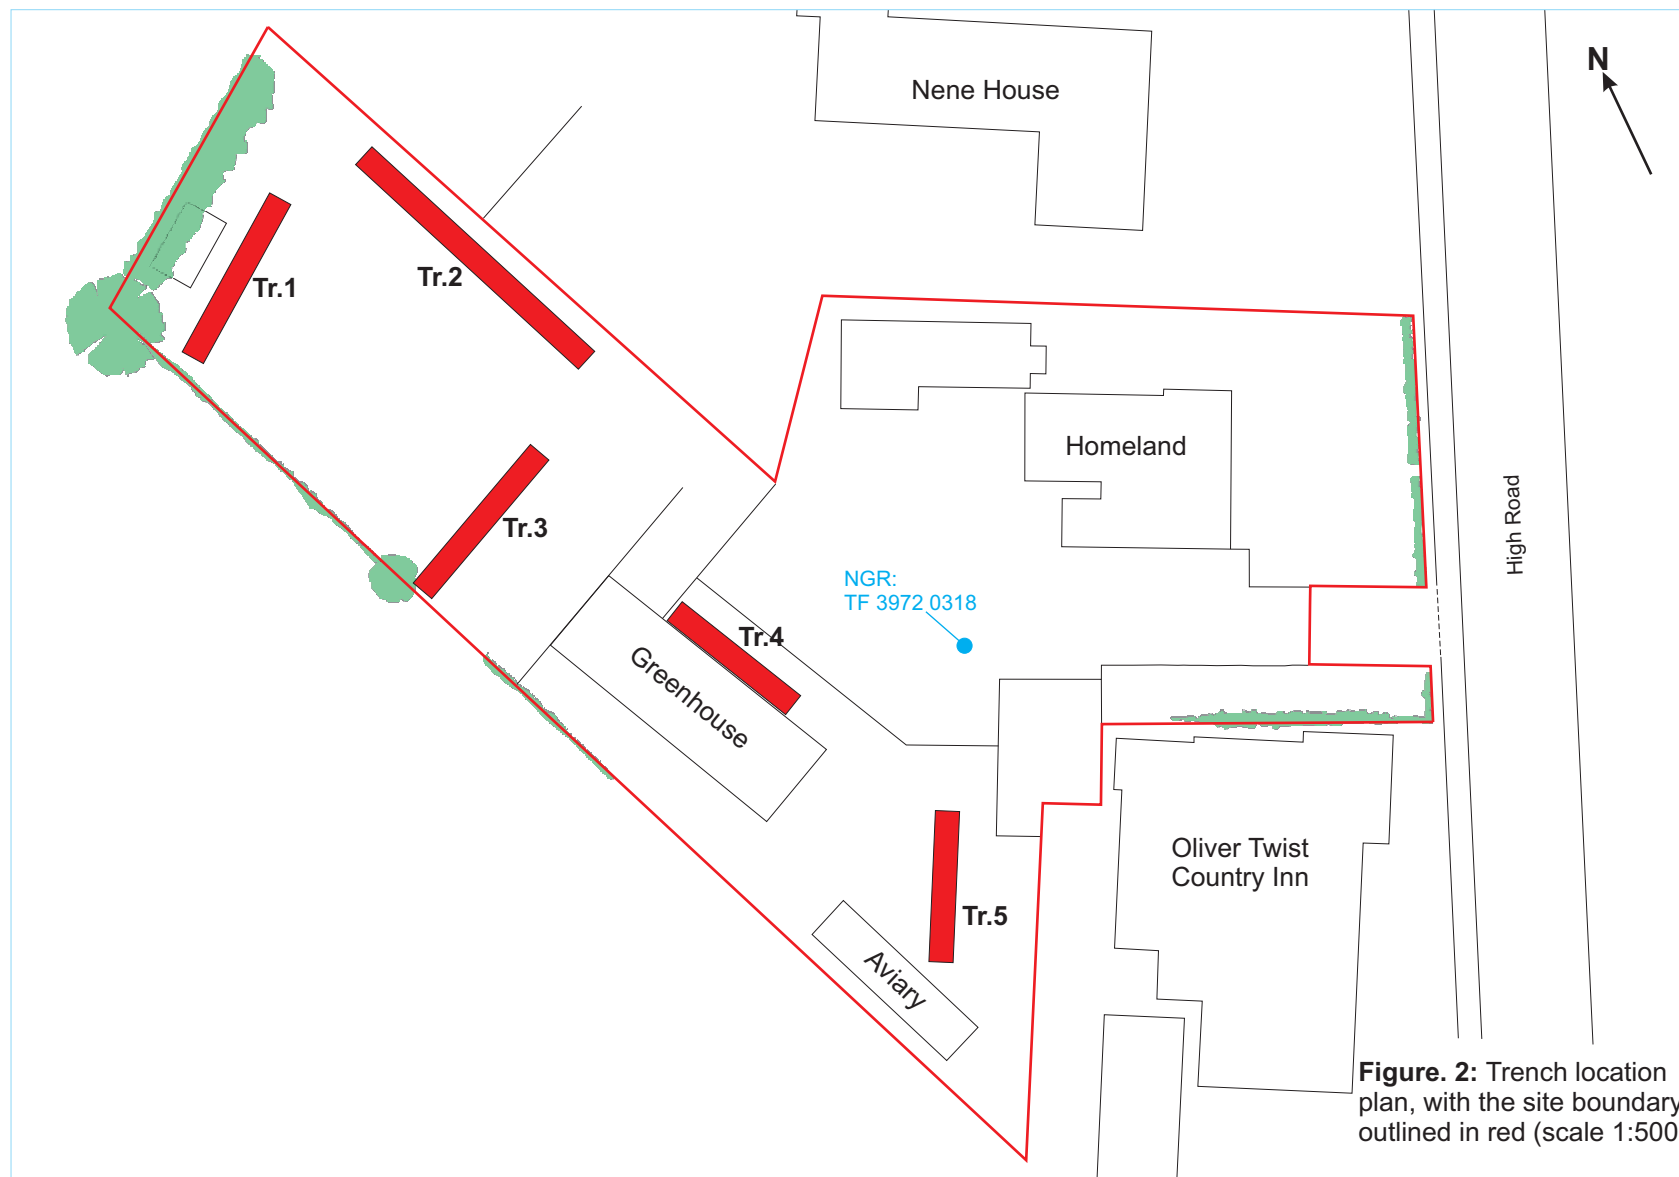 Nene House
N
Tr.1
Tr.2
Homeland
High Road
Tr.3
NGR:
TF 3972 0318
Tr.4
Greenhouse
Oliver Twist
Country Inn
Tr.5
Aviary
Figure. 2: Trench location
plan, with the site boundary
outlined in red (scale 1:500